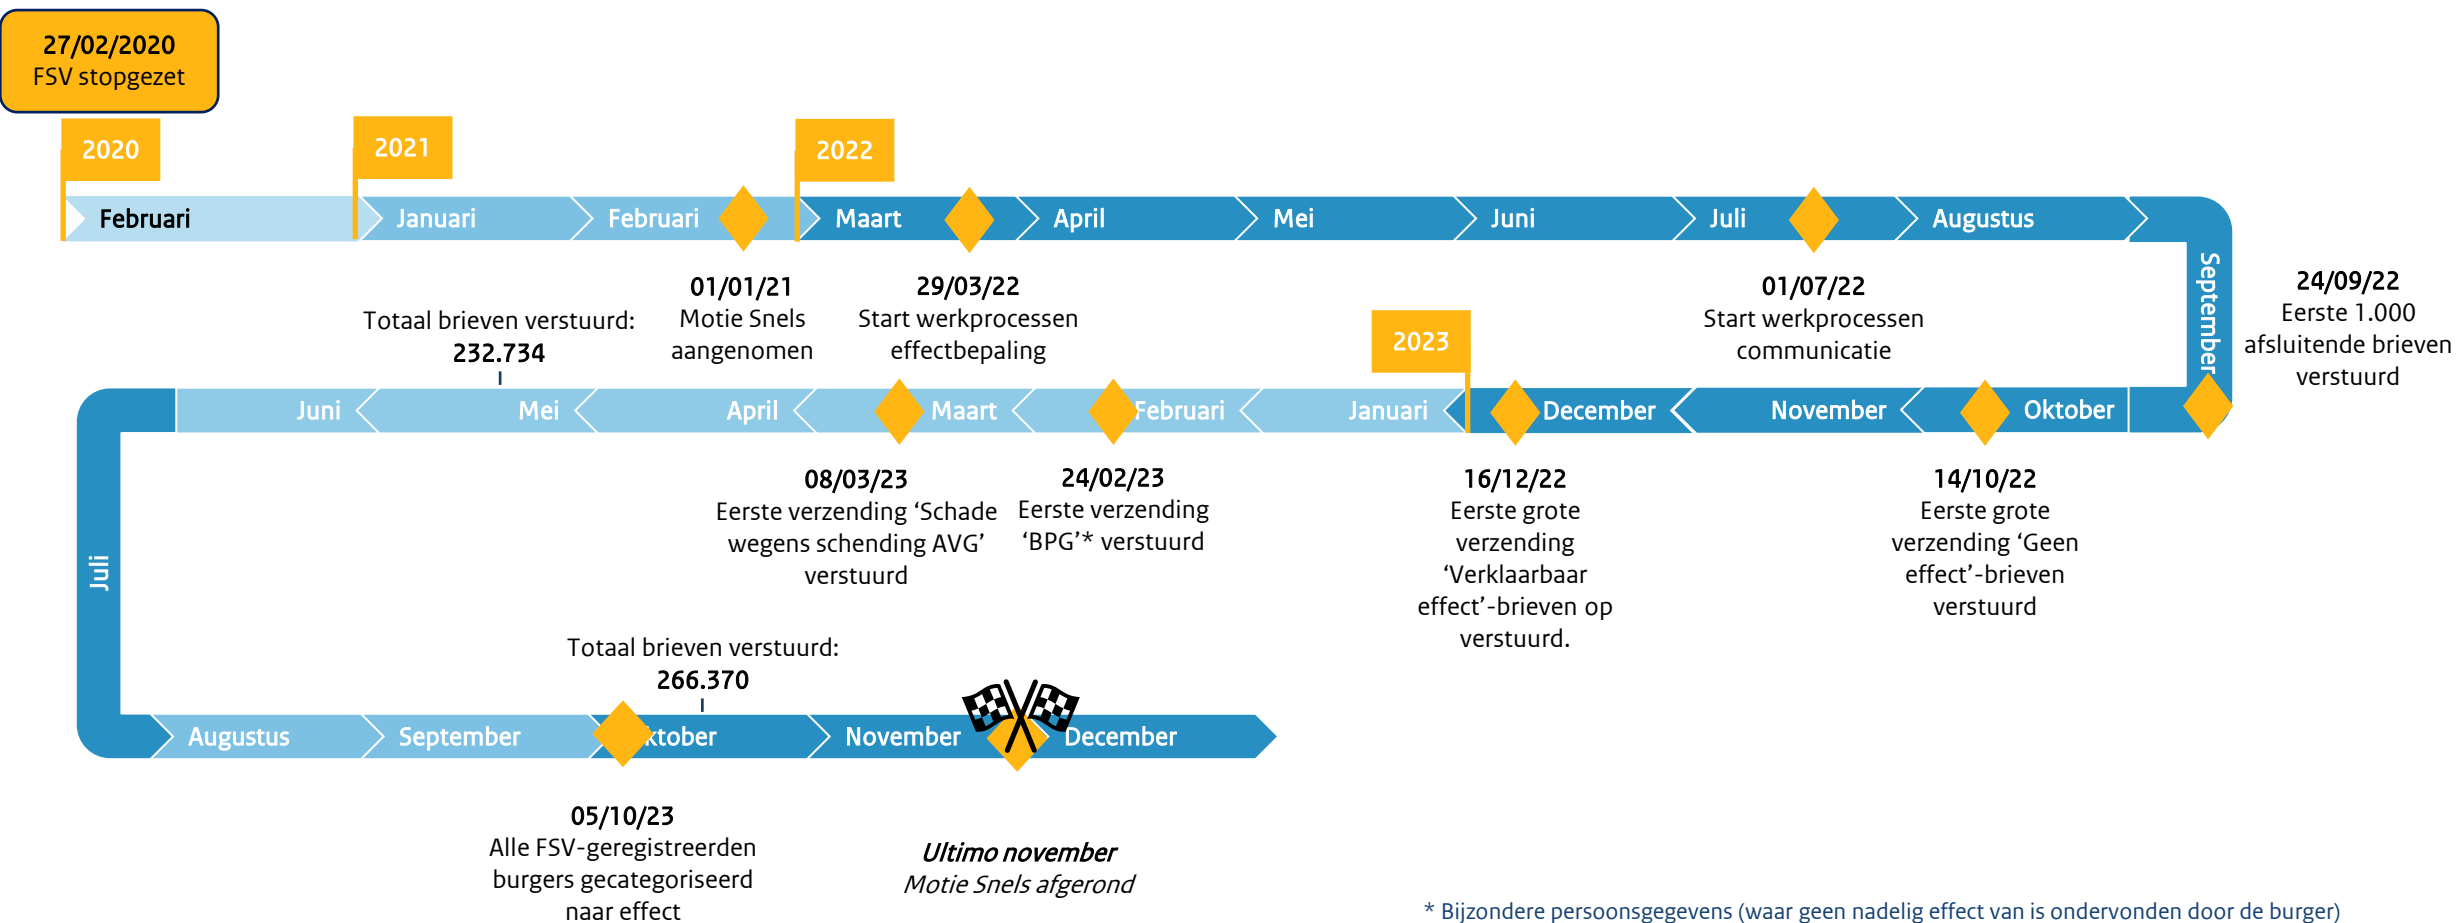 27/02/2020
FSV stopgezet
2020
2021
2022
Februari
Januari
Februari
Maart
April
Mei
Juni
Juli
Augustus
September
01/01/21
Motie Snels
aangenomen
29/03/22
Start werkprocessen
effectbepaling
01/07/22
Start werkprocessen
communicatie
24/09/22
Eerste 1.000
afsluitende brieven
verstuurd
Totaal brieven verstuurd:
232.734
2023
Juni
Mei
April
Maart
Februari
Januari
December
November
Oktober
08/03/23
Eerste verzending ‘Schade
wegens schending AVG’
verstuurd
24/02/23
Eerste verzending
‘BPG’* verstuurd
16/12/22
Eerste grote
verzending
‘Verklaarbaar
effect’-brieven op
verstuurd.
14/10/22
Eerste grote
verzending ‘Geen
effect’-brieven
verstuurd
Juli
Totaal brieven verstuurd:
266.370
Augustus
September
ktober
November
December
05/10/23
Alle FSV-geregistreerden
burgers gecategoriseerd
naar effect
Ultimo november
Motie Snels afgerond
* Bijzondere persoonsgegevens (waar geen nadelig effect van is ondervonden door de burger)